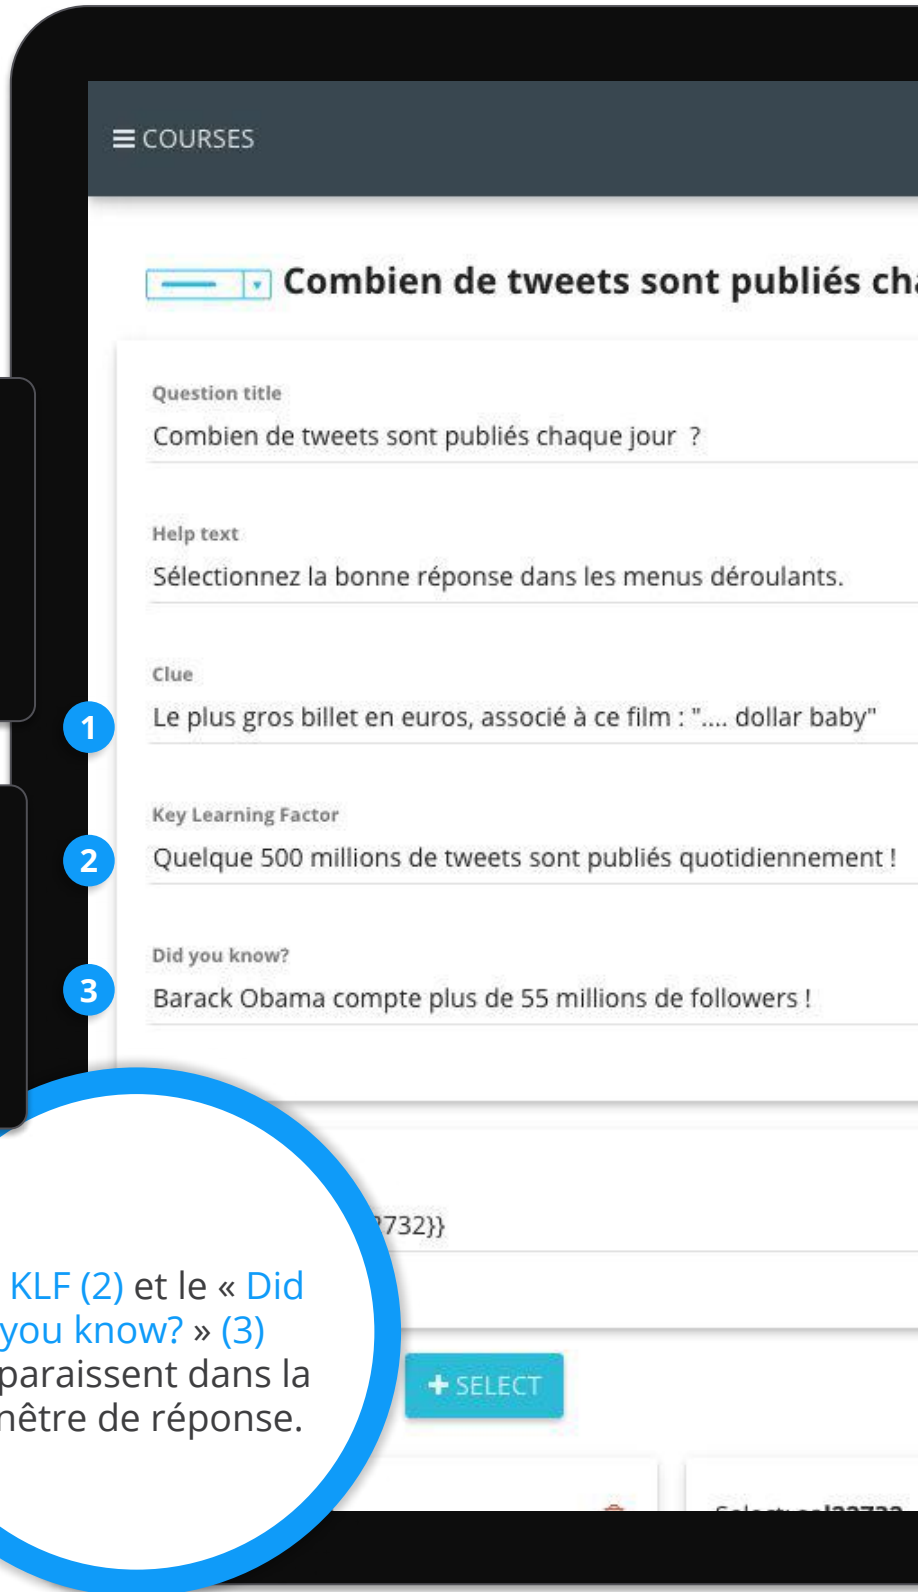 COURSES
Combien de tweets sont publiés
Question title
Combien de tweets sont publiés chaque jour ?
Help text
Sélectionnez la bonne réponse dans les menus déroulants.
Clue
1 Le plus gros billet en euros, associé à ce film : ".... dollar baby"
Key Learning Factor
2 Quelque 500 millions de tweets sont publiés quotidiennement !
Did you know?
3 Barack Obama compte plus de 55 millions de followers !
732}}
KLF (2) et le « Did
you know? » (3)
paraissent dans la
nêtre de réponse.
+ SELECT